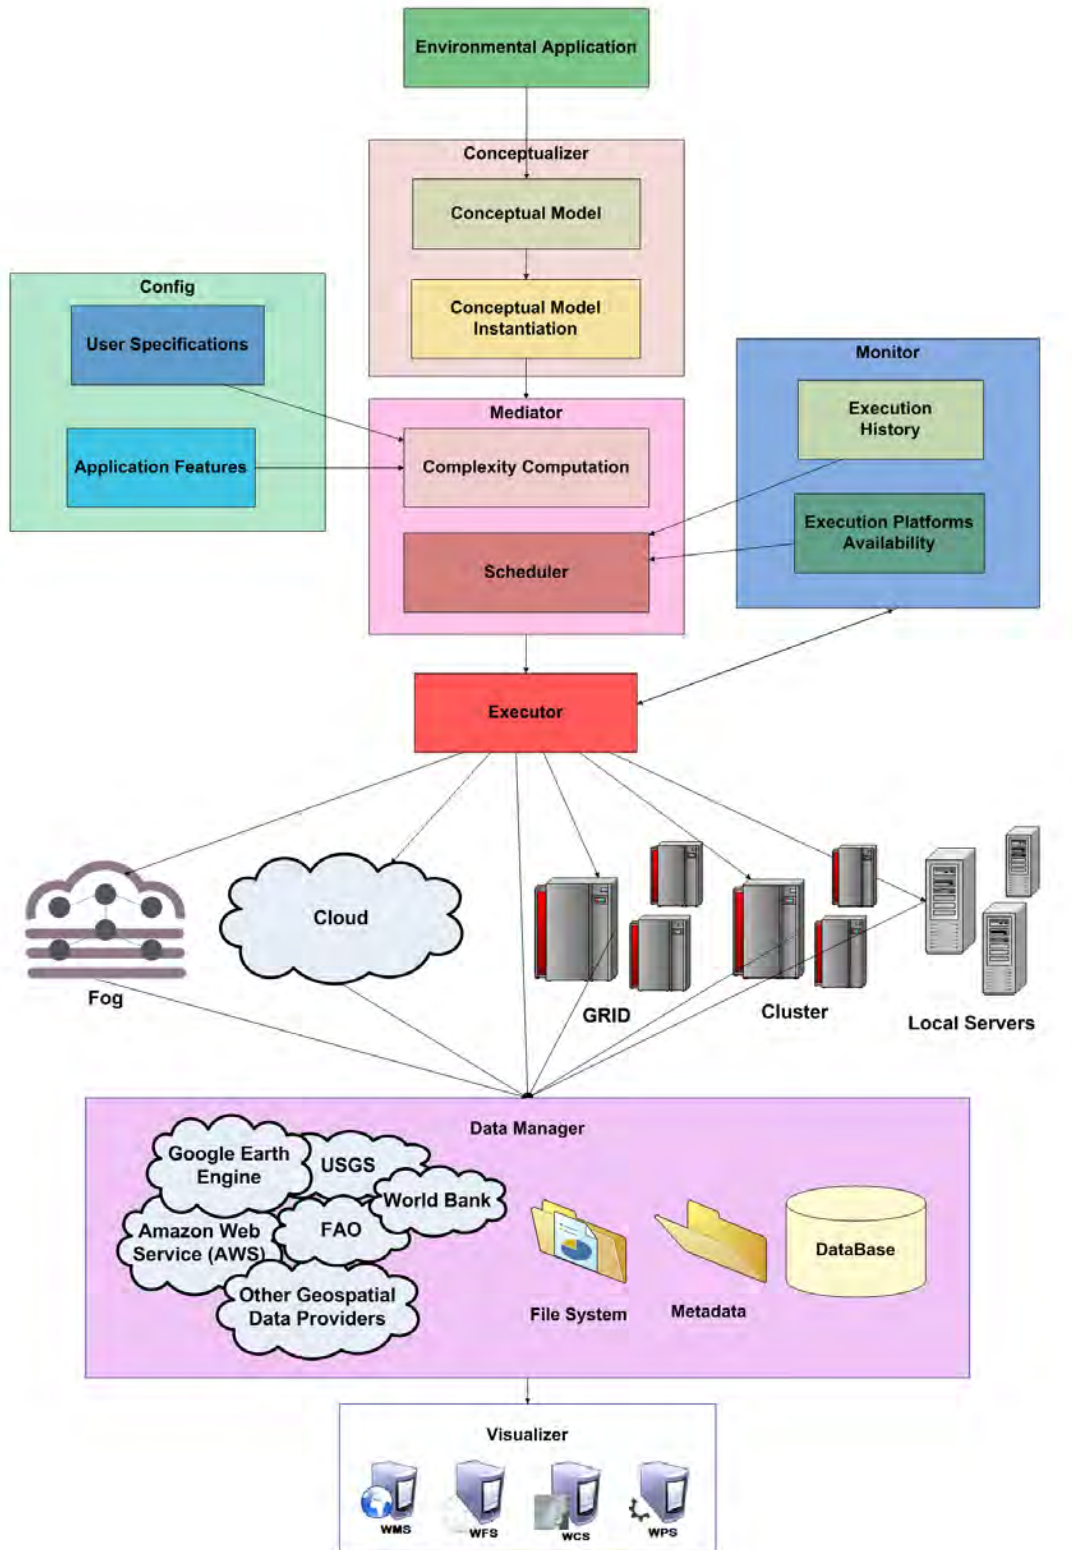 Environmental Application
Conceptualizer
Conceptual Model
Conceptual Model
Instantiation
Config
User Specifications
Application Features
Mediator
Complexity Computation
Scheduler
Monitor
Execution
History
Execution Platforms
Availability
Executor
Fog
Cloud
GRID
Cluster
Local Servers
Data Manager
Google Earth
Engine
USGS
World Bank
Amazon Web
Service (AWS)
FAO
Other Geospatial
Data Providers
File System
Metadata
DataBase
Visualizer
WMS
WFS
WCS
WPS